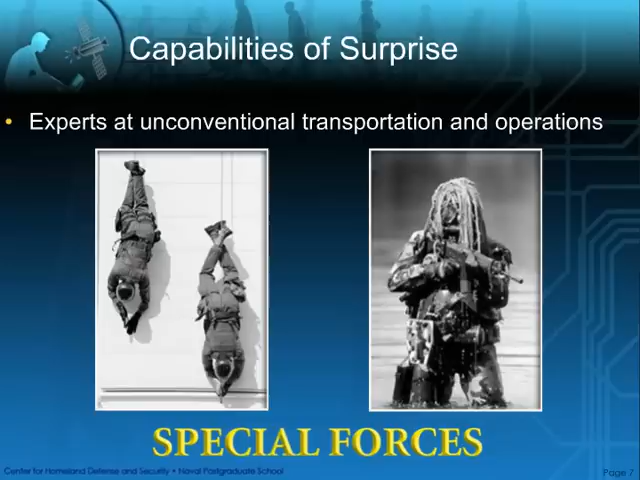 Capabilities of Surprise
• Experts at unconventional transportation and operations
SPECIAL FORCES
Center for Homeland Defense and Security • Naval Postgraduate School
Page 7